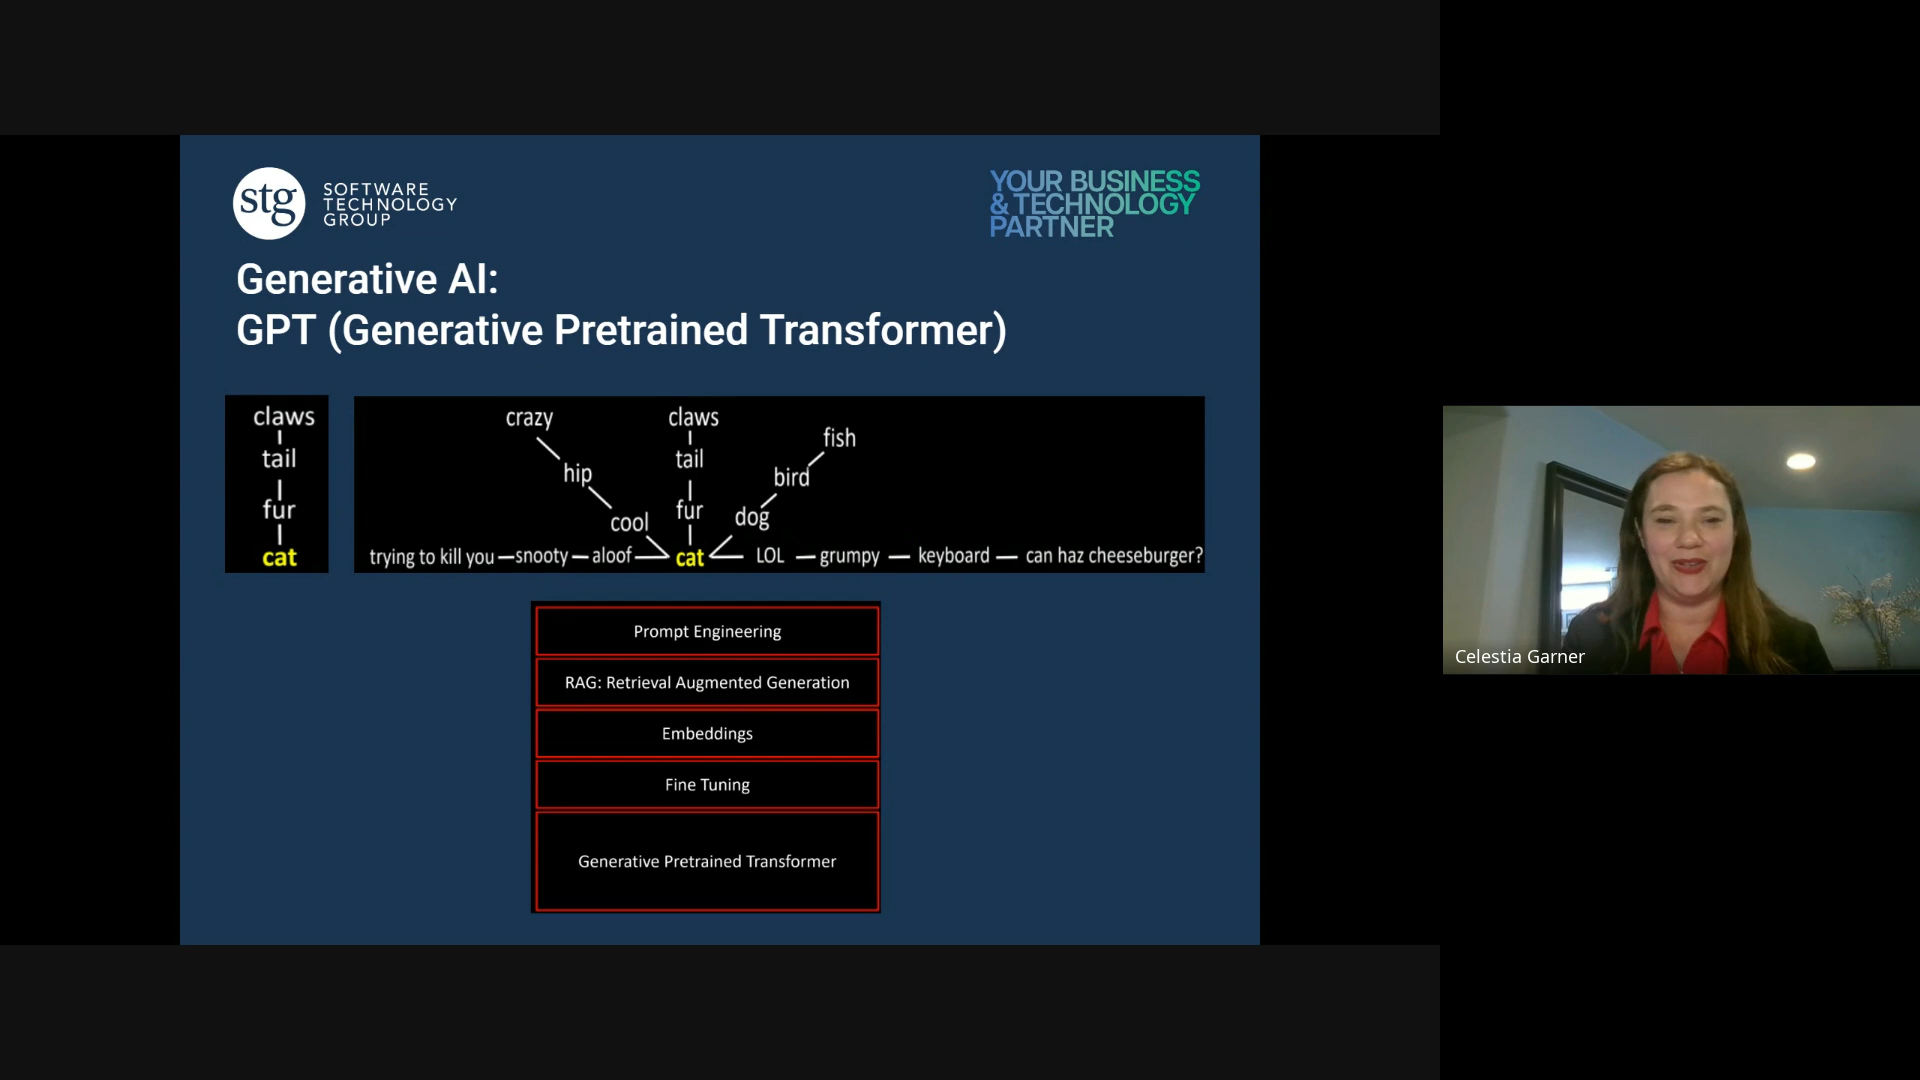 stg
SOFTWARE
TECHNOLOGY
GROUP
YOUR BUSINESS
& TECHNOLOGY
PARTNER
Generative AI:
GPT (Generative Pretrained Transformer)
claws
tail
fur
cat
crazy
hip
cool
claws
tail
fur
fish
bird
dog
trying to kill you — snooty — aloof — cat — LOL — grumpy — keyboard — can haz cheeseburger?
Prompt Engineering
RAG: Retrieval Augmented Generation
Embeddings
Fine Tuning
Generative Pretrained Transformer
Celestia Garner